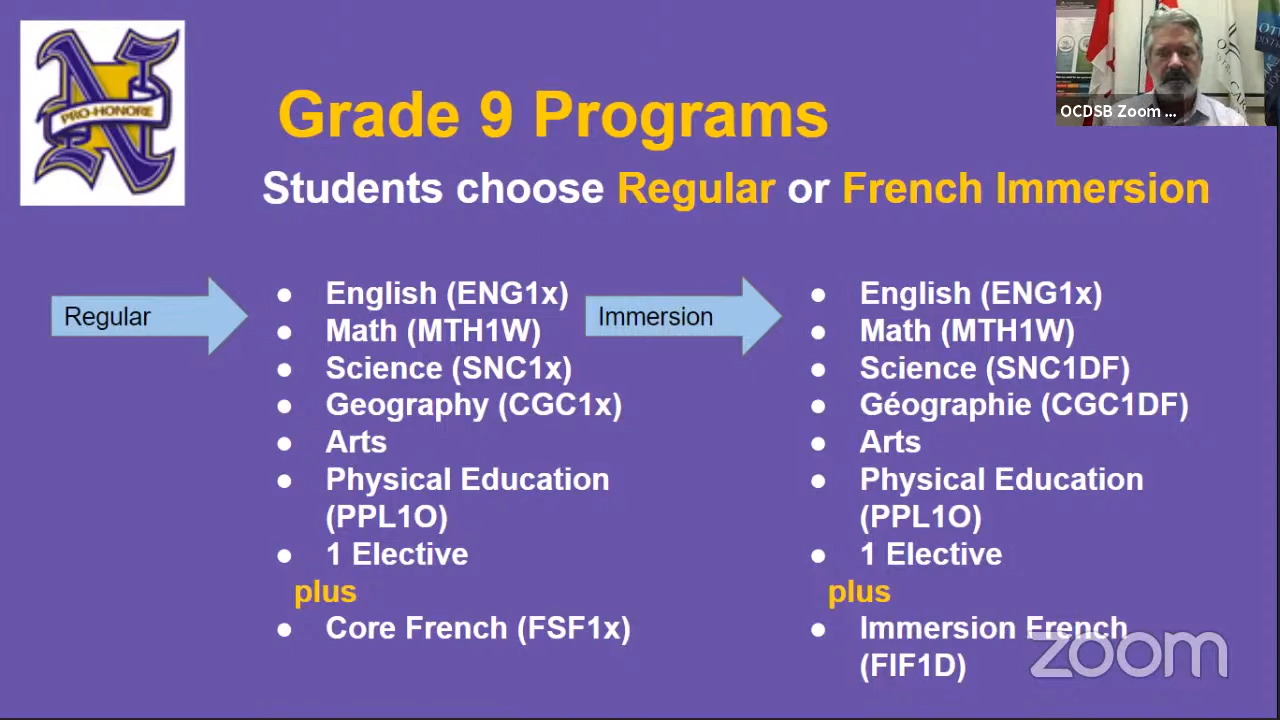 PRO-HONORE
Grade 9 Programs
Students choose Regular or French Immersion
OCDSB Zoom ...
Regular
● English (ENG1x)
● Math (MTH1W)
● Science (SNC1x)
● Geography (CGC1x)
● Arts
● Physical Education
(PPL1O)
● 1 Elective
plus
● Core French (FSF1x)
Immersion
● English (ENG1x)
● Math (MTH1W)
● Science (SNC1DF)
● Géographie (CGC1DF)
● Arts
● Physical Education
(PPL1O)
● 1 Elective
plus
● Immersion French
(FIF1D)
zoom